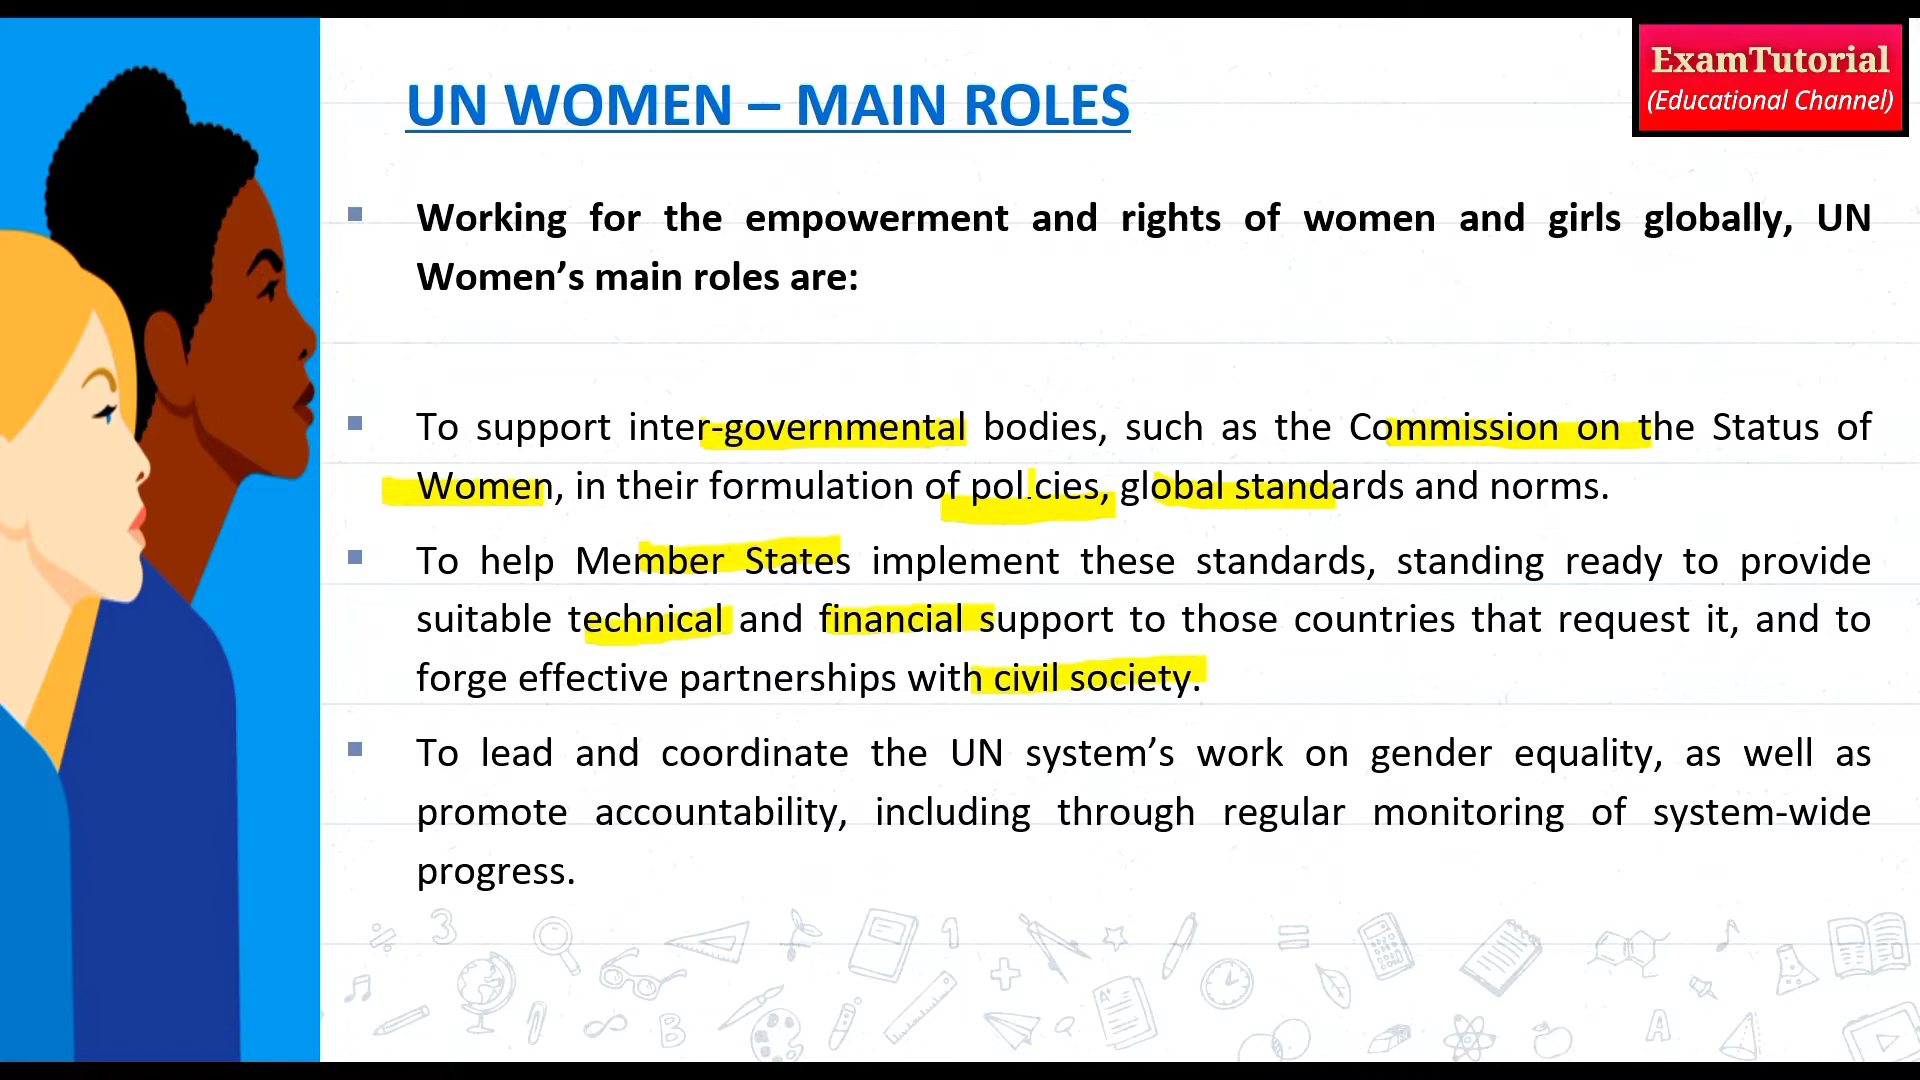 UN WOMEN – MAIN ROLES
ExamTutorial
(Educational Channel)
Working for the empowerment and rights of women and girls globally, UN
Women’s main roles are:
To support inter-governmental bodies, such as the Commission on the Status of
Women, in their formulation of policies, global standards and norms.
To help Member States implement these standards, standing ready to provide
suitable technical and financial support to those countries that request it, and to
forge effective partnerships with civil society.
To lead and coordinate the UN system’s work on gender equality, as well as
promote accountability, including through regular monitoring of system-wide
progress.